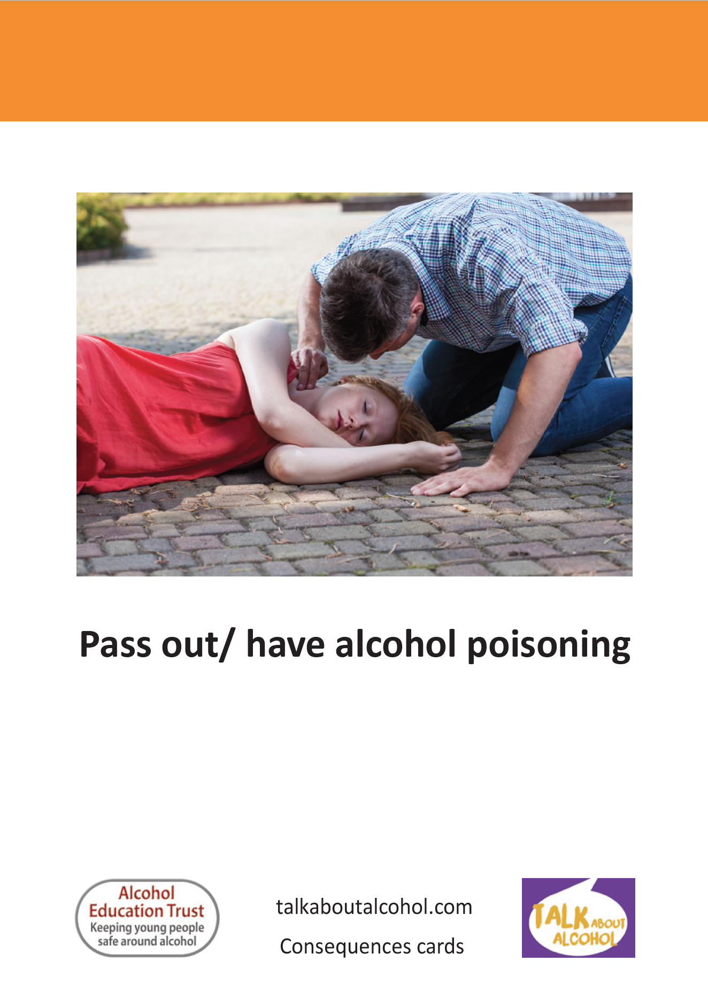 Pass out/ have alcohol poisoning
Alcohol
Education Trust
Keeping young people
safe around alcohol
talkaboutalcohol.com
Consequences cards
TALK ABOUT
ALCOHOL